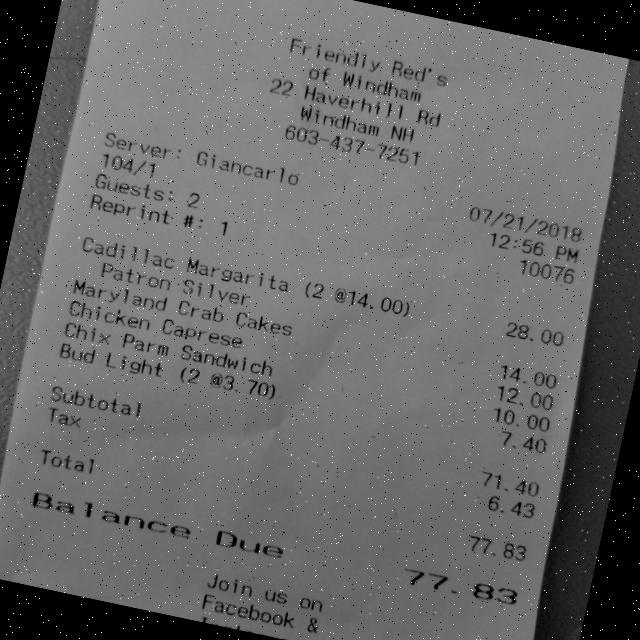 Friendly Red's
of Windham
22 Haverhill Rd
Windham NH
603-437-7251
Server: Giancarlo 07/21/2018
104/1 12:56 PM
Guests: 2 10076
Reprint #: 1
Cadillac Margarita (2 @14.00) 28.00
Patron Silver
Maryland Crab Cakes 14.00
Chicken Caprese 12.00
Chix Parm Sandwich 10.00
Bud Light (2 @3.70) 7.40
Subtotal 71.40
Tax 6.43
Total 77.83
Balance Due 77.83
Join us on
Facebook &